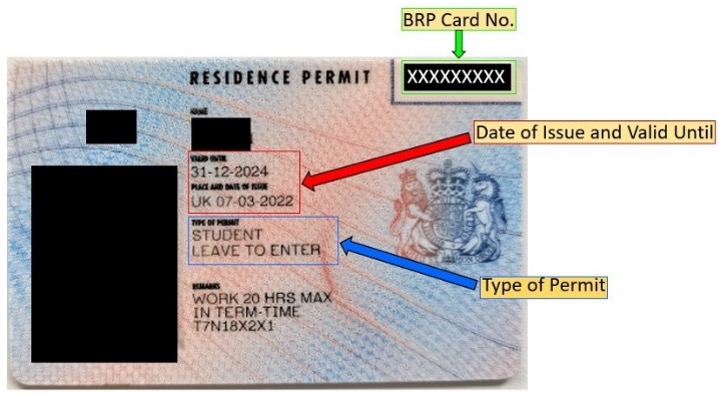 BRP Card No.
RESIDENCE PERMIT
XXXXXXXXX
NAME
Date of Issue and Valid Until
VALID UNTIL
31-12-2024
PLACE AND DATE OF ISSUE
UK 07-03-2022
TYPE OF PERMIT
STUDENT
LEAVE TO ENTER
Type of Permit
REMARKS
WORK 20 HRS MAX
IN TERM-TIME
T7N18X2X1